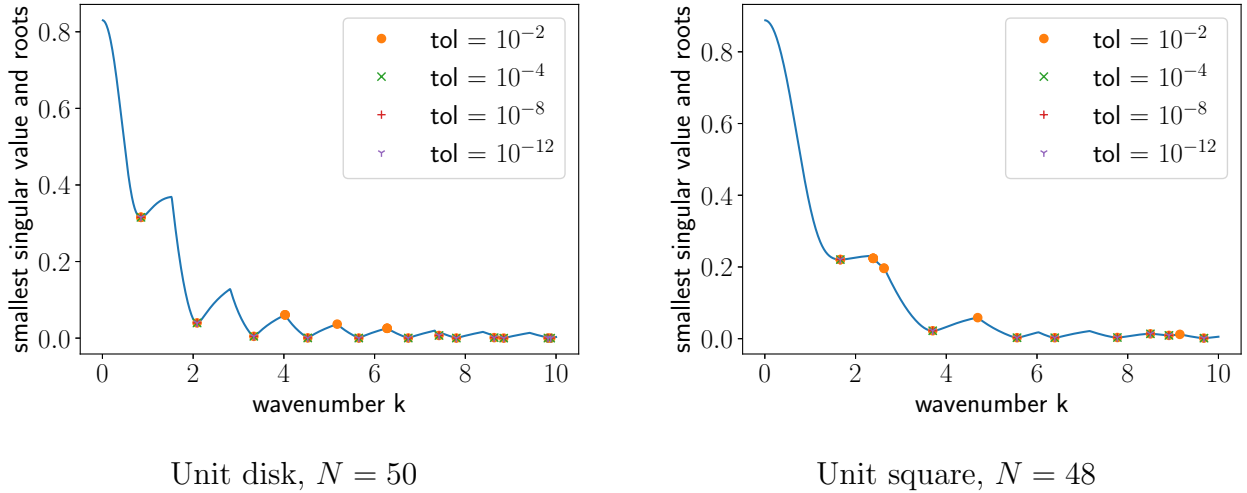 smallest singular value and roots
0.8
0.6
0.4
0.2
0.0
0 2 4 6 8 10
wavenumber k
tol = 10⁻²
tol = 10⁻⁴
tol = 10⁻⁸
tol = 10⁻¹²
Unit disk, N = 50
smallest singular value and roots
0.8
0.6
0.4
0.2
0.0
0 2 4 6 8 10
wavenumber k
tol = 10⁻²
tol = 10⁻⁴
tol = 10⁻⁸
tol = 10⁻¹²
Unit square, N = 48